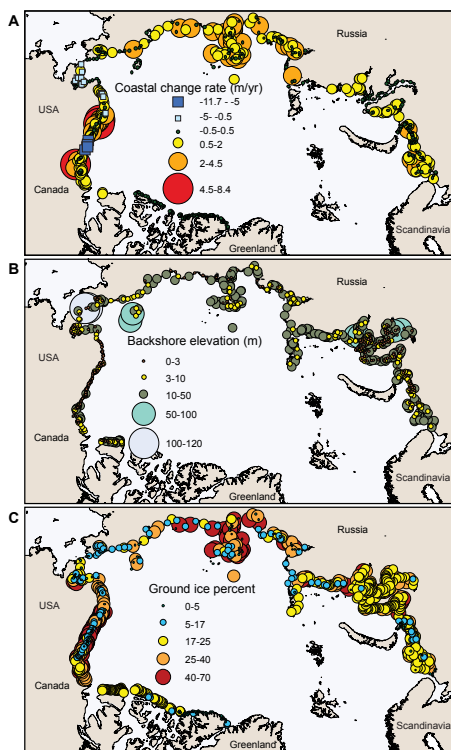 A
Russia
USA
Coastal change rate (m/yr)
-11.7 - -5
-5- -0.5
-0.5-0.5
0.5-2
2-4.5
4.5-8.4
Canada
Greenland
Scandinavia
B
Russia
USA
Backshore elevation (m)
0-3
3-10
10-50
50-100
100-120
Canada
Greenland
Scandinavia
C
Russia
USA
Ground ice percent
0-5
5-17
17-25
25-40
40-70
Canada
Greenland
Scandinavia